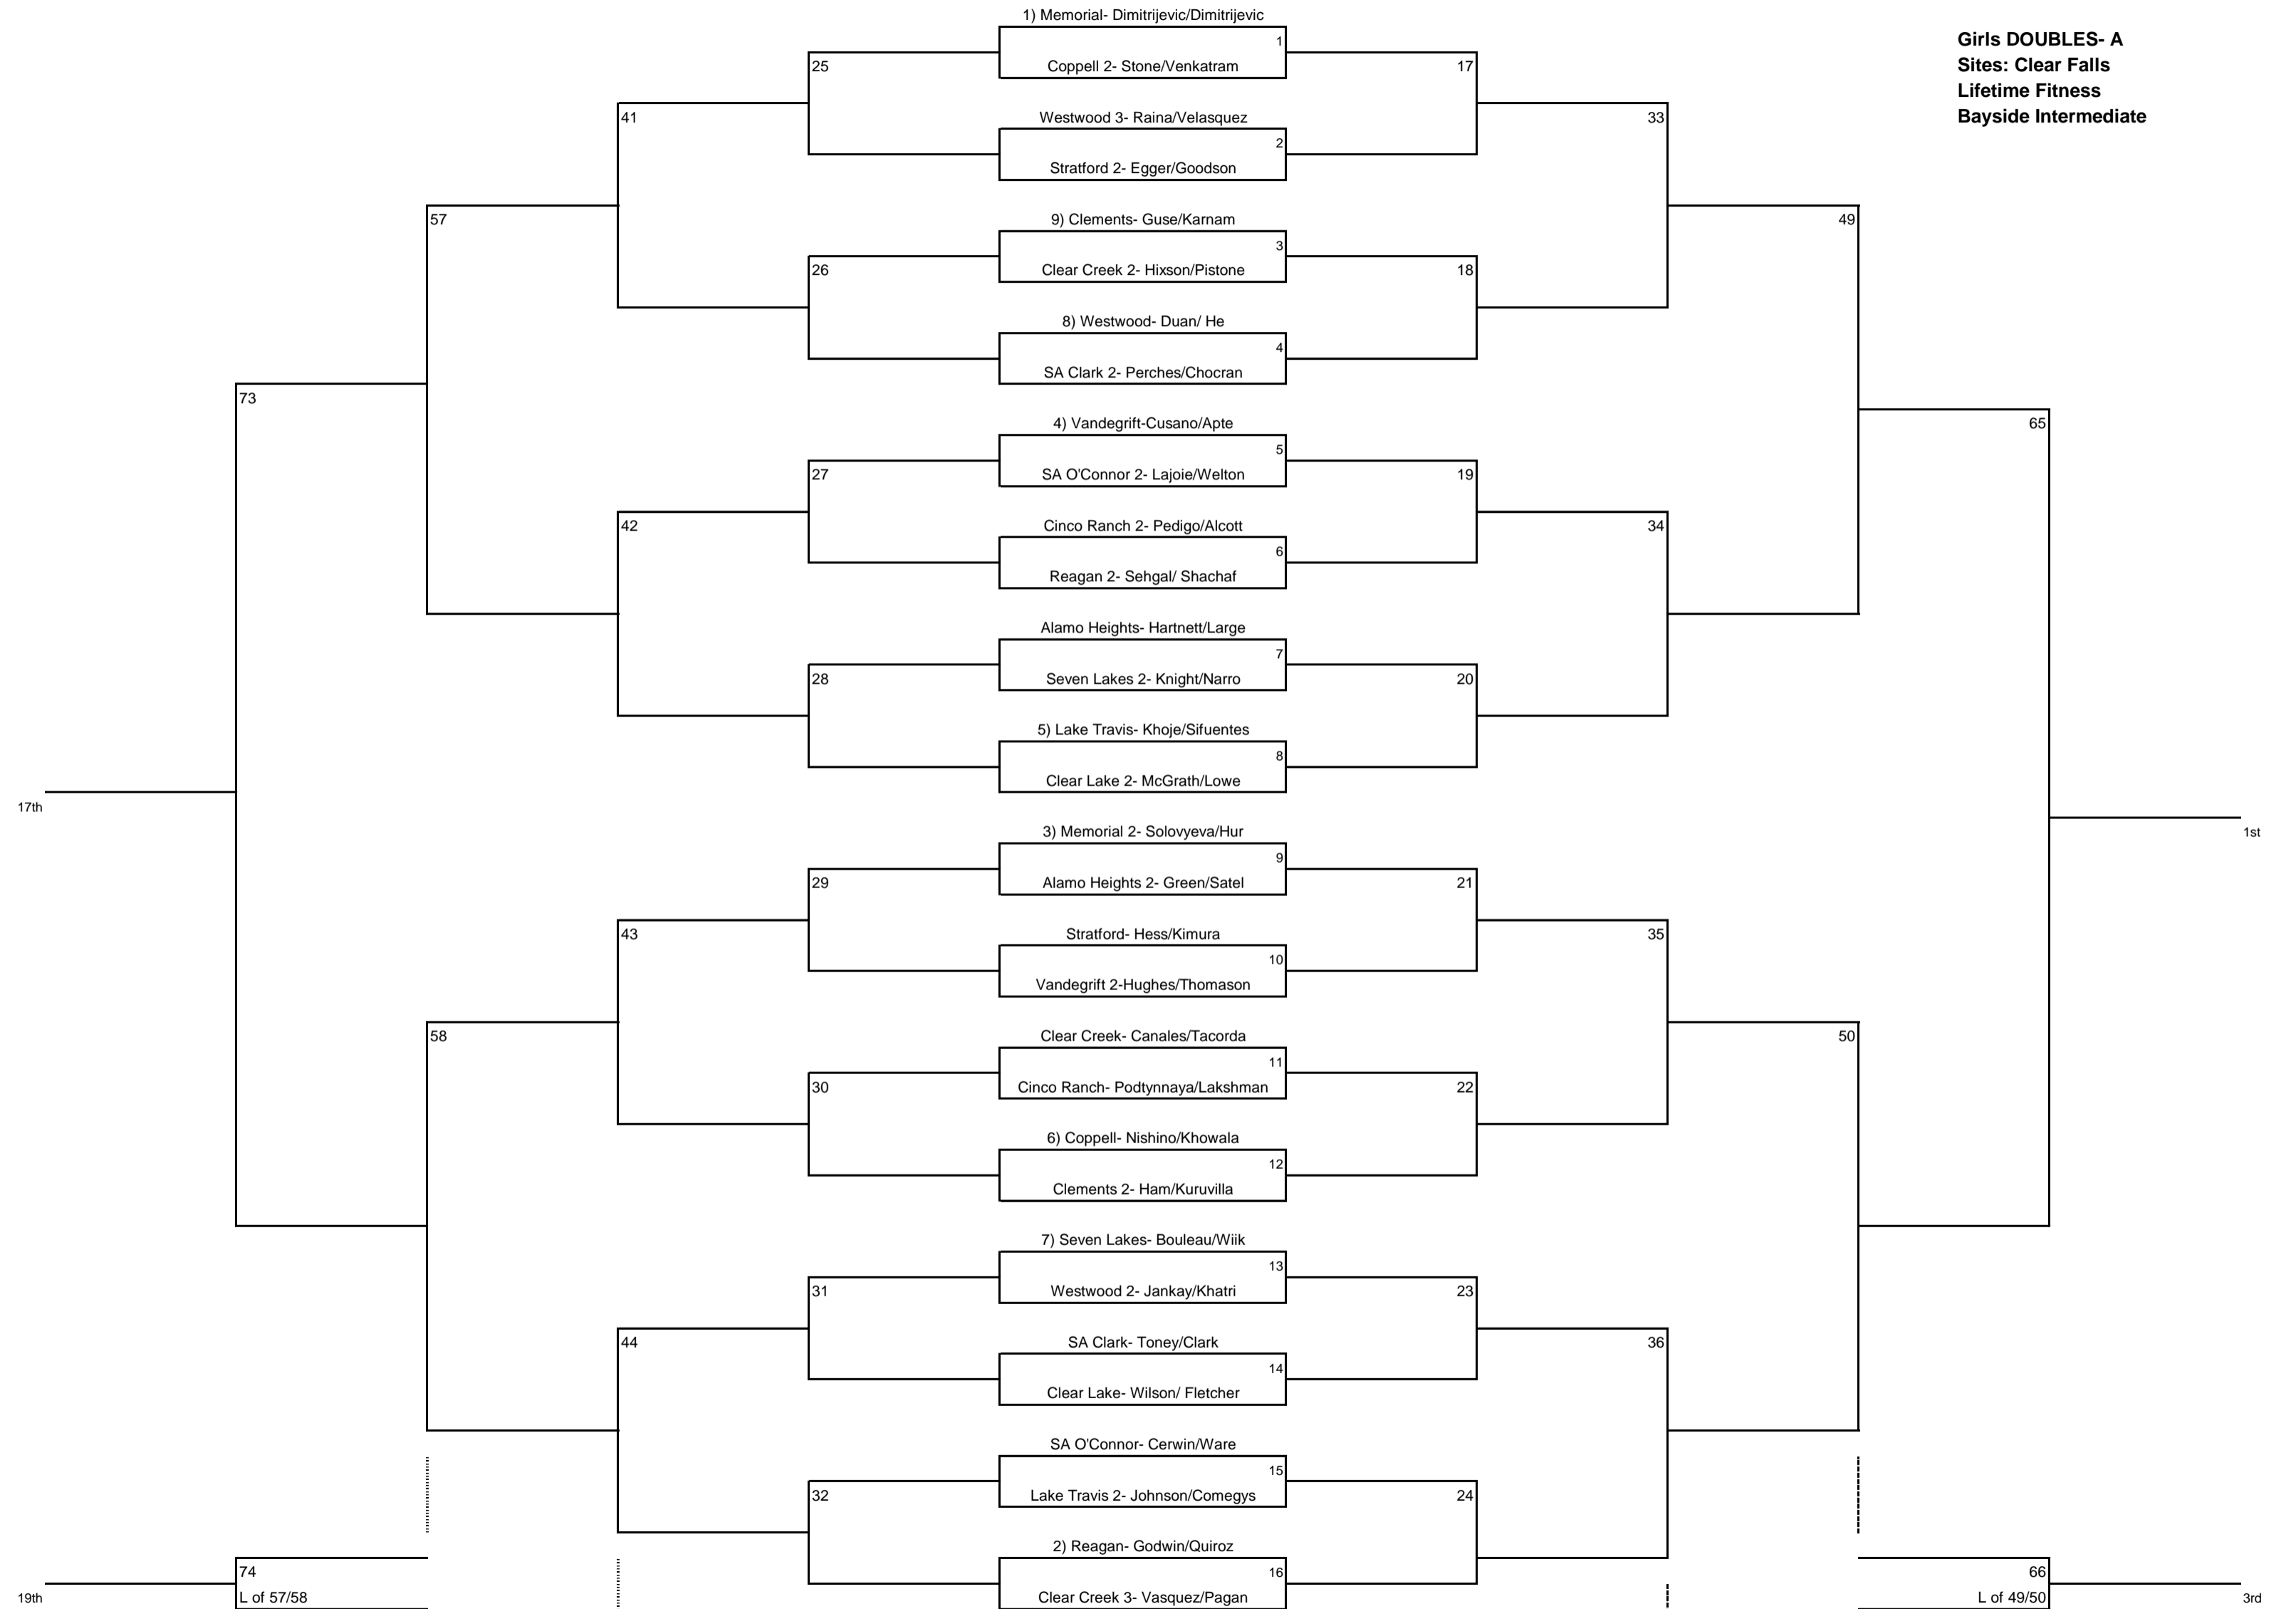 1) Memorial- Dimitrijevic/Dimitrijevic
1
Girls DOUBLES- A
25
Coppell 2- Stone/Venkatram
17
Sites: Clear Falls
Lifetime Fitness
41
Westwood 3- Raina/Velasquez
33
Bayside Intermediate
2
Stratford 2- Egger/Goodson
57
9) Clements- Guse/Karnam
49
3
26
Clear Creek 2- Hixson/Pistone
18
8) Westwood- Duan/ He
4
SA Clark 2- Perches/Chocran
73
4) Vandegrift-Cusano/Apte
65
5
27
SA O'Connor 2- Lajoie/Welton
19
42
Cinco Ranch 2- Pedigo/Alcott
34
6
Reagan 2- Sehgal/ Shachaf
Alamo Heights- Hartnett/Large
7
28
Seven Lakes 2- Knight/Narro
20
5) Lake Travis- Khoje/Sifuentes
8
Clear Lake 2- McGrath/Lowe
17th
3) Memorial 2- Solovyeva/Hur
1st
9
29
Alamo Heights 2- Green/Satel
21
43
Stratford- Hess/Kimura
35
10
Vandegrift 2-Hughes/Thomason
58
Clear Creek- Canales/Tacorda
50
11
30
Cinco Ranch- Podtynnaya/Lakshman
22
6) Coppell- Nishino/Khowala
12
Clements 2- Ham/Kuruvilla
7) Seven Lakes- Bouleau/Wiik
13
31
Westwood 2- Jankay/Khatri
23
44
SA Clark- Toney/Clark
36
14
Clear Lake- Wilson/ Fletcher
SA O'Connor- Cerwin/Ware
15
32
Lake Travis 2- Johnson/Comegys
24
2) Reagan- Godwin/Quiroz
74
16
66
19th
L of 57/58
Clear Creek 3- Vasquez/Pagan
L of 49/50
3rd